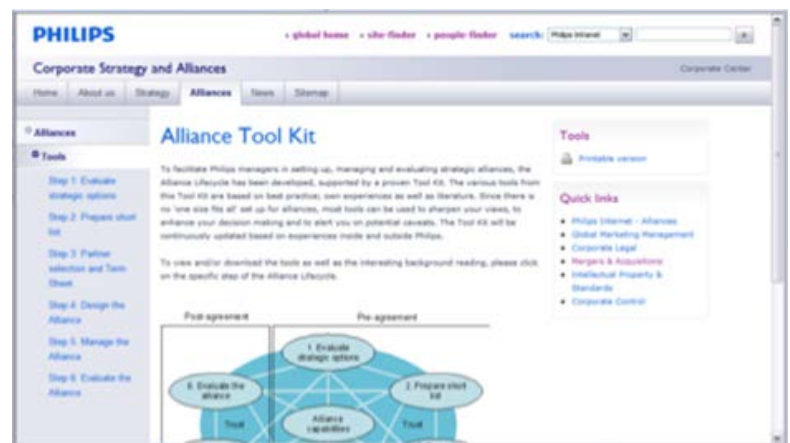 PHILIPS
global home
site-finder
people-finder
search:
Philips Intranet
Corporate Strategy and Alliances
Corporate Center
Home
About us
Strategy
Alliances
News
Sitemap
Alliances
Tools
Step 1: Evaluate
strategic options
Step 2: Prepare short
list
Step 3: Partner
selection and Term
Sheet
Step 4: Design the
Alliance
Step 5: Manage the
Alliance
Step 6: Evaluate the
Alliance
Alliance Tool Kit
To facilitate Philips managers in setting up, managing and evaluating strategic alliances, the
Alliance Lifecycle has been developed, supported by a proven Tool Kit. The various tools from
this Tool Kit are based on best practice; own experiences as well as literature. Since there is
no 'one size fits all' set up for alliances, most tools can be used to sharpen your views, to
enhance your decision making and to alert you on potential caveats. The Tool Kit will be
continuously updated based on experiences inside and outside Philips.
To view and/or download the tools as well as the interesting background reading, please click
on the specific step of the Alliance Lifecycle.
Post-agreement
Pre-agreement
1. Evaluate
strategic options
6. Evaluate the
alliance
2. Prepare short
list
Trust
Alliance
capabilities
Trust
Tools
Printable version
Quick links
Philips Internet - Alliances
Global Marketing Management
Corporate Legal
Mergers & Acquisitions
Intellectual Property &
Standards
Corporate Control